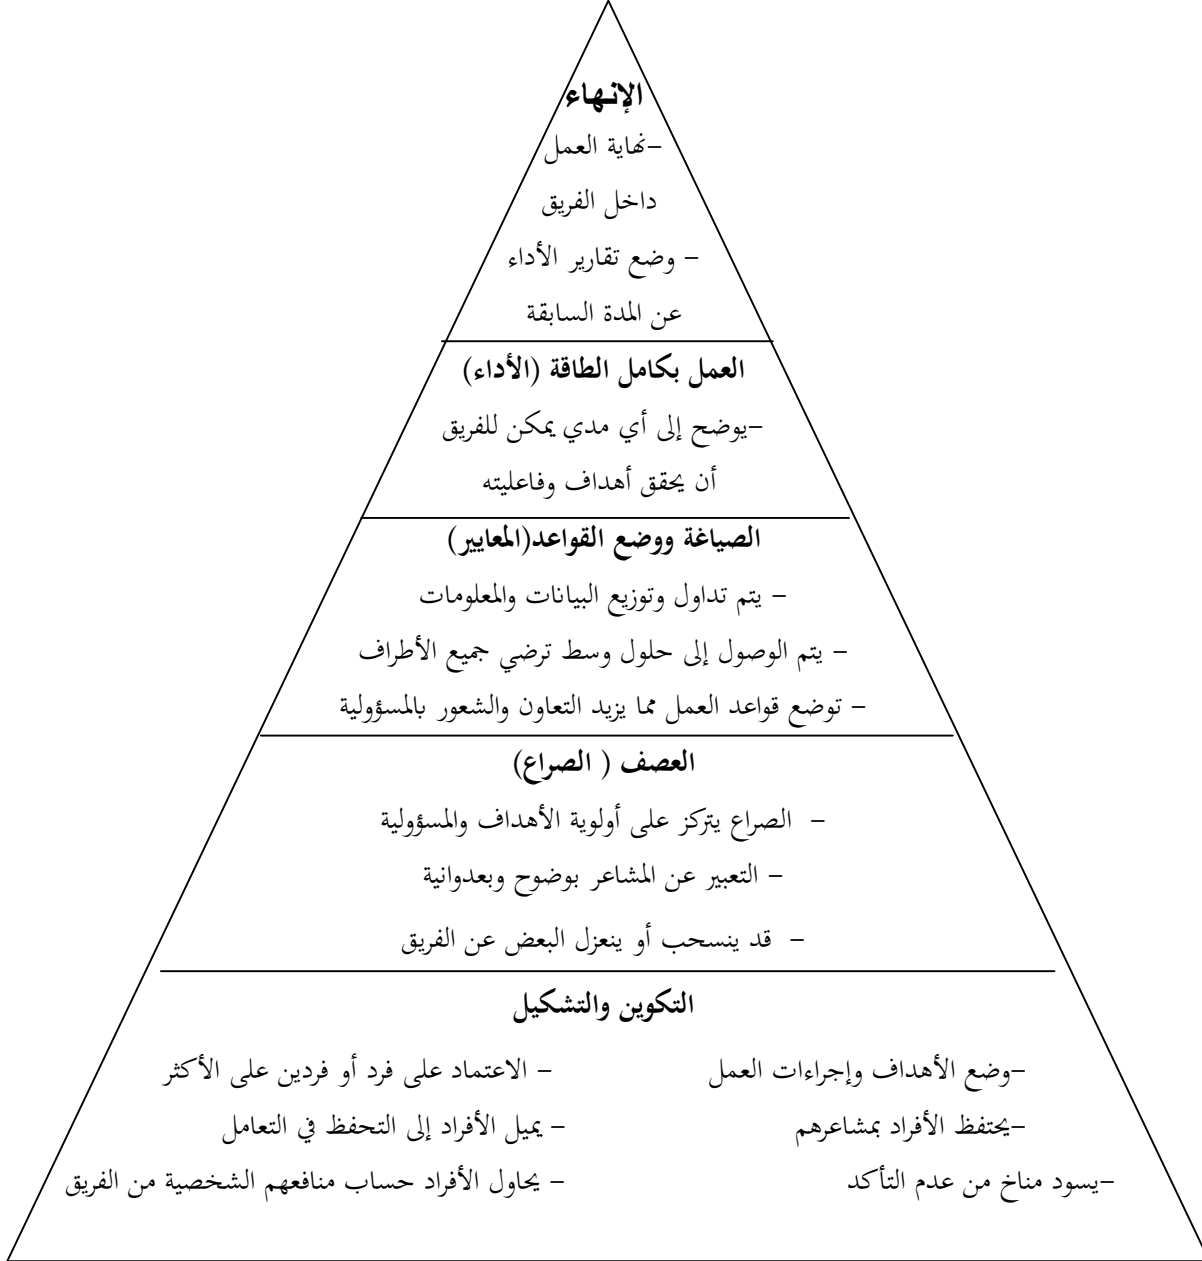 الإنهاء
–نهاية العمل
داخل الفريق
– وضع تقارير الأداء
عن المدة السابقة
العمل بكامل الطاقة (الأداء)
–يوضح إلى أي مدي يمكن للفريق
أن يحقق أهداف وفاعليته
الصياغة ووضع القواعد(المعايير)
– يتم تداول وتوزيع البيانات والمعلومات
– يتم الوصول إلى حلول وسط ترضي جميع الأطراف
– توضع قواعد العمل مما يزيد التعاون والشعور بالمسؤولية
العصف ( الصراع)
– الصراع يتركز على أولوية الأهداف والمسؤولية
– التعبير عن المشاعر بوضوح وبعدوانية
– قد ينسحب أو ينعزل البعض عن الفريق
التكوين والتشكيل
–وضع الأهداف وإجراءات العمل
–يحتفظ الأفراد بمشاعرهم
–يسود مناخ من عدم التأكد
– الاعتماد على فرد أو فردين على الأكثر
– يميل الأفراد إلى التحفظ في التعامل
– يحاول الأفراد حساب منافعهم الشخصية من الفريق